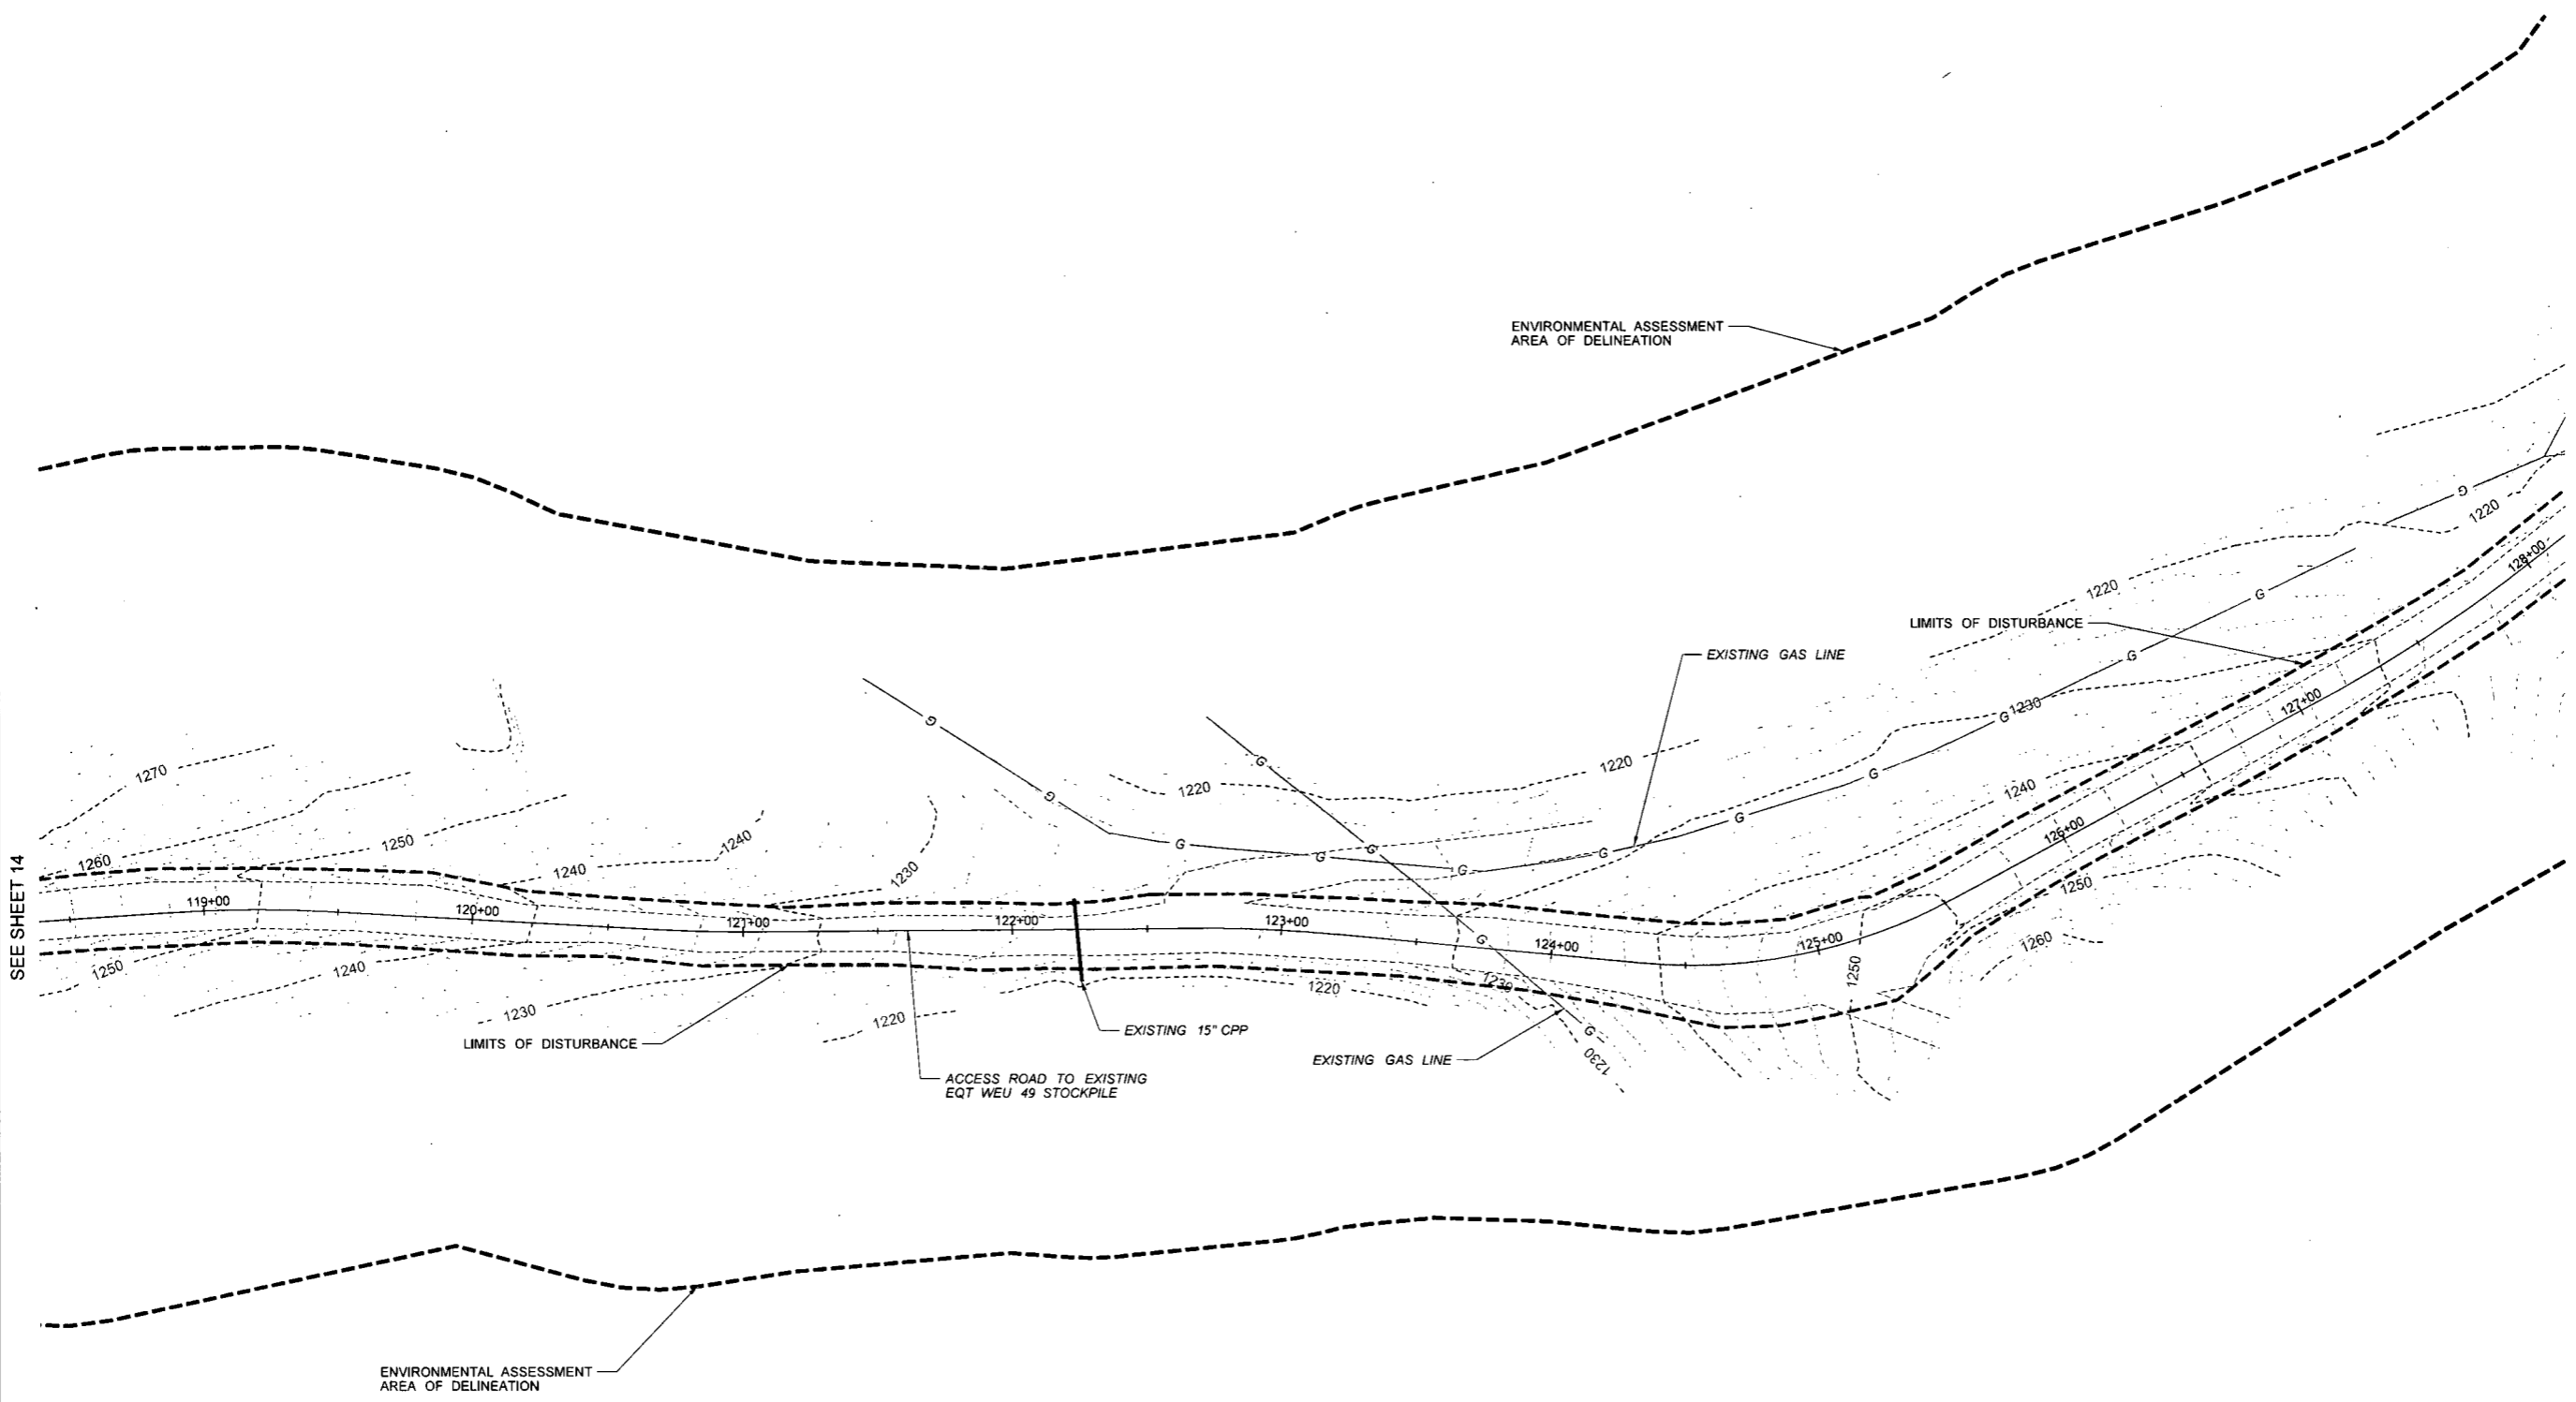 ENVIRONMENTAL ASSESSMENT
AREA OF DELINEATION
1220
128+00
G
1220
G
LIMITS OF DISTURBANCE
EXISTING GAS LINE
G
127+00
G
1230
G
G
1220
1270
1220
G
1240
G
G
126+00
1250
1240
1240
G
G
G
G
G
1260
1230
1250
SEE SHEET 14
119+00
120+00
121+00
122+00
123+00
G
124+00
125+00
1260
1250
1240
1250
1230
1220
1230
1220
G
EXISTING 15" CPP
LIMITS OF DISTURBANCE
EXISTING GAS LINE
1230
ACCESS ROAD TO EXISTING
EQT WEU 49 STOCKPILE
ENVIRONMENTAL ASSESSMENT
AREA OF DELINEATION